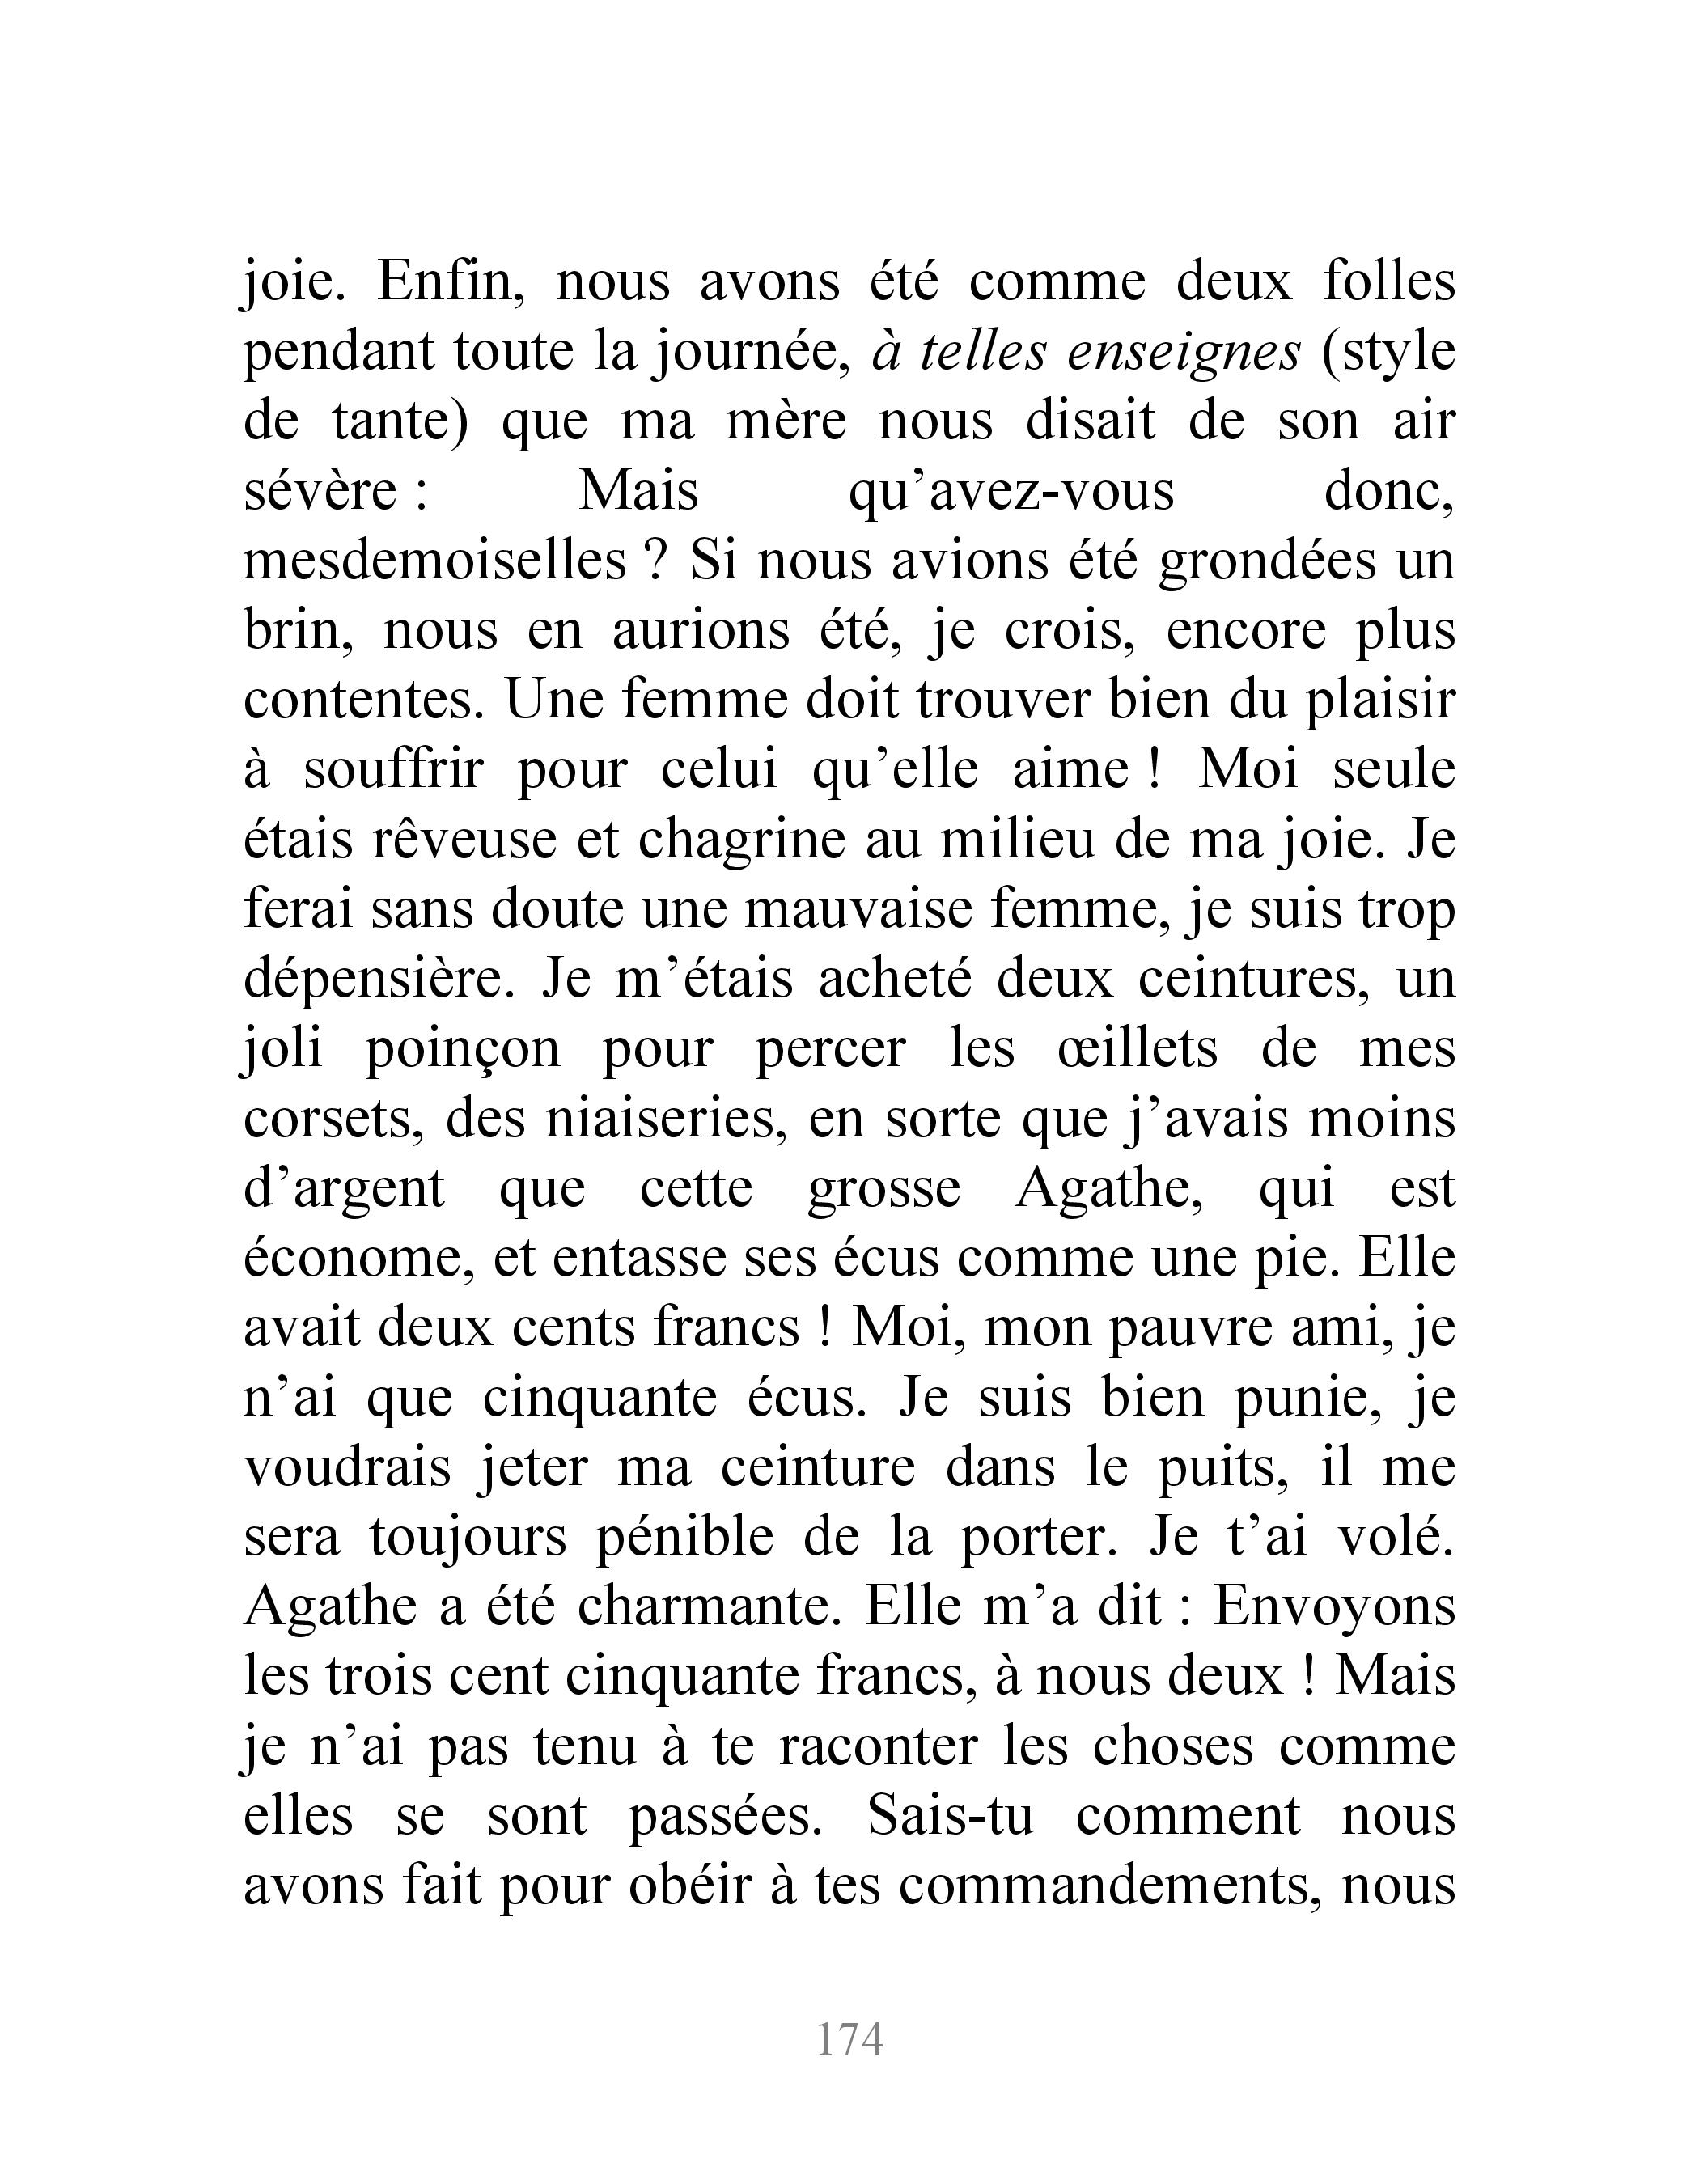 joie. Enfin, nous avons été comme deux folles
pendant toute la journée, à telles enseignes (style
de tante) que ma mère nous disait de son air
sévère : Mais qu’avez-vous donc,
mesdemoiselles ? Si nous avions été grondées un
brin, nous en aurions été, je crois, encore plus
contentes. Une femme doit trouver bien du plaisir
à souffrir pour celui qu’elle aime ! Moi seule
étais rêveuse et chagrine au milieu de ma joie. Je
ferai sans doute une mauvaise femme, je suis trop
dépensière. Je m’étais acheté deux ceintures, un
joli poinçon pour percer les œillets de mes
corsets, des niaiseries, en sorte que j’avais moins
d’argent que cette grosse Agathe, qui est
économe, et entasse ses écus comme une pie. Elle
avait deux cents francs ! Moi, mon pauvre ami, je
n’ai que cinquante écus. Je suis bien punie, je
voudrais jeter ma ceinture dans le puits, il me
sera toujours pénible de la porter. Je t’ai volé.
Agathe a été charmante. Elle m’a dit : Envoyons
les trois cent cinquante francs, à nous deux ! Mais
je n’ai pas tenu à te raconter les choses comme
elles se sont passées. Sais-tu comment nous
avons fait pour obéir à tes commandements, nous
174